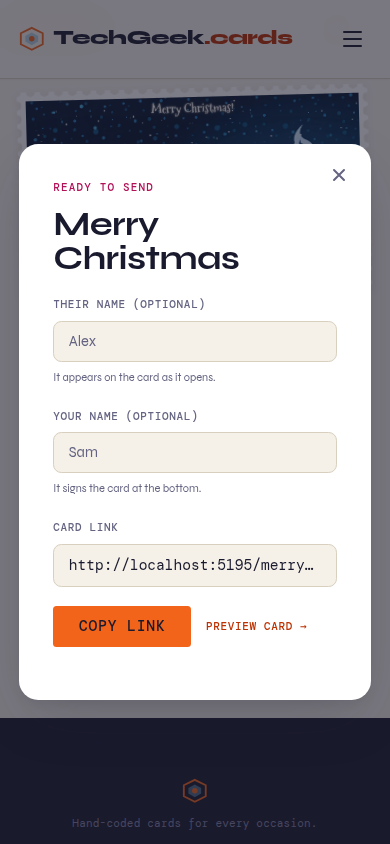 TechGeek.cards
Merry Christmas!
READY TO SEND
Merry
Christmas
THEIR NAME (OPTIONAL)
Alex
It appears on the card as it opens.
YOUR NAME (OPTIONAL)
Sam
It signs the card at the bottom.
CARD LINK
http://localhost:5195/merry…
COPY LINK
PREVIEW CARD →
Hand-coded cards for every occasion.